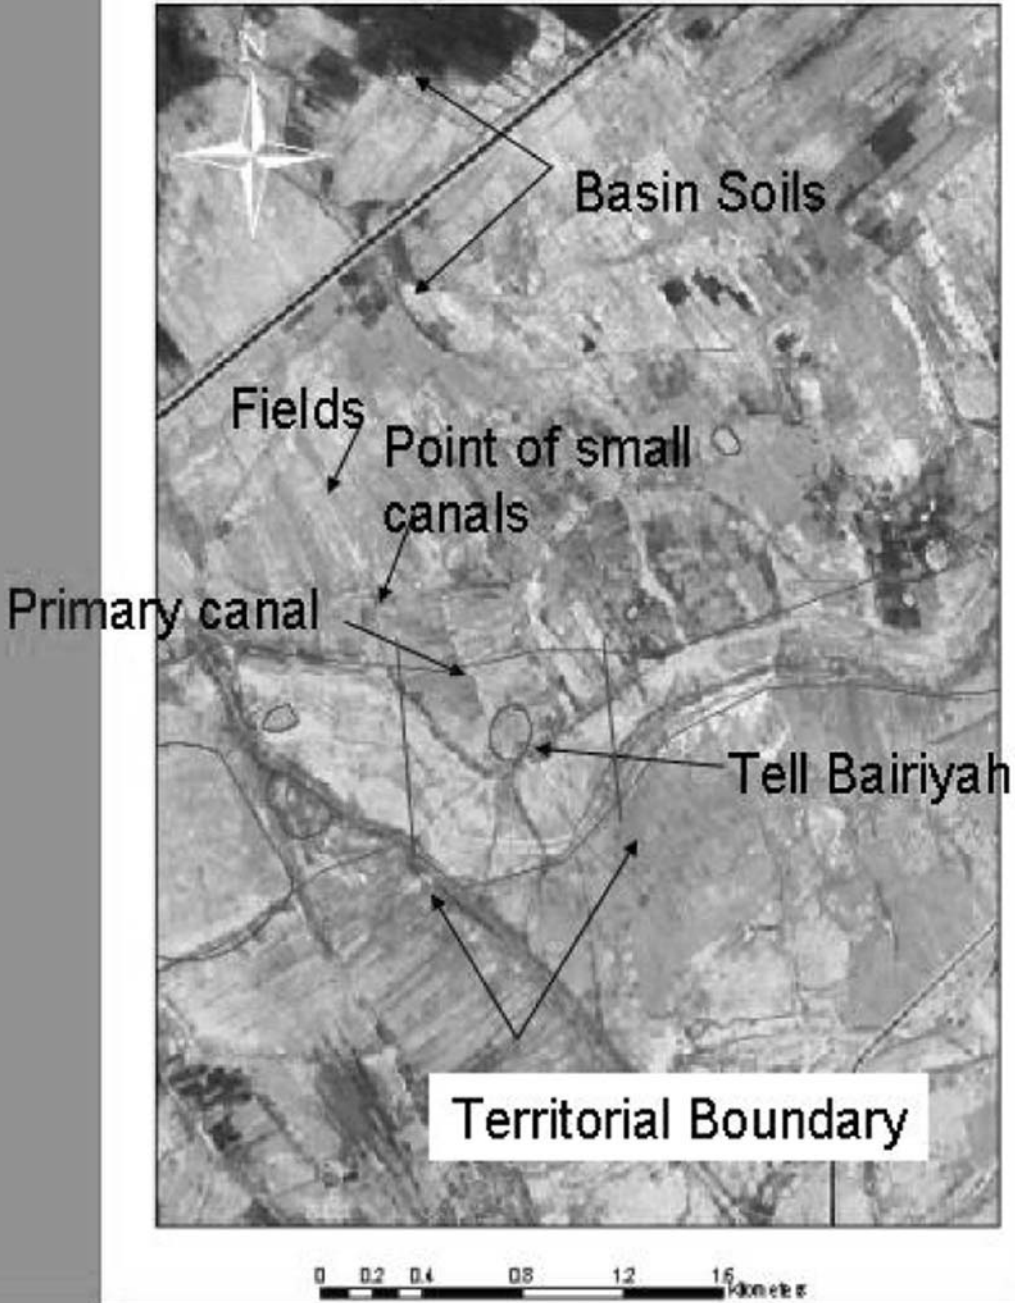 N
Basin Soils
Fields
Point of small
canals
Primary canal
Tell Bairiyah
Territorial Boundary
0 0.2 0.4 0.8 1.2 1.6
Kilometers